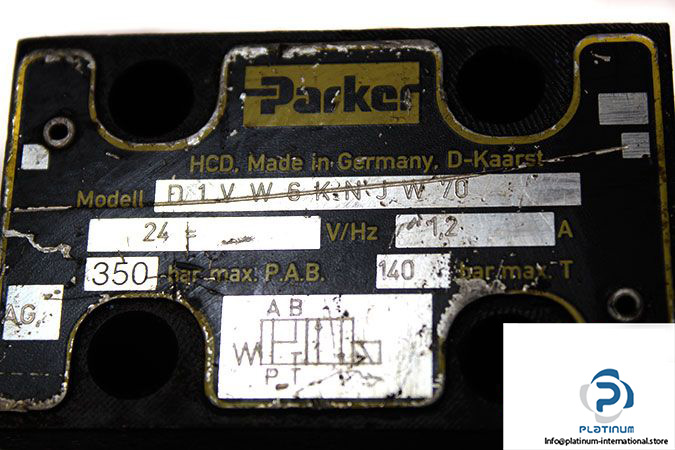 Parker
HCD, Made in Germany, D-Kaarst
Modell D 1 V W 6 K N J W 70
24 = V/Hz 1,2 A
350 bar max. P.A.B. 140 bar max. T
AG,
A B
P T
PLATINUM
Info@platinum-international.store